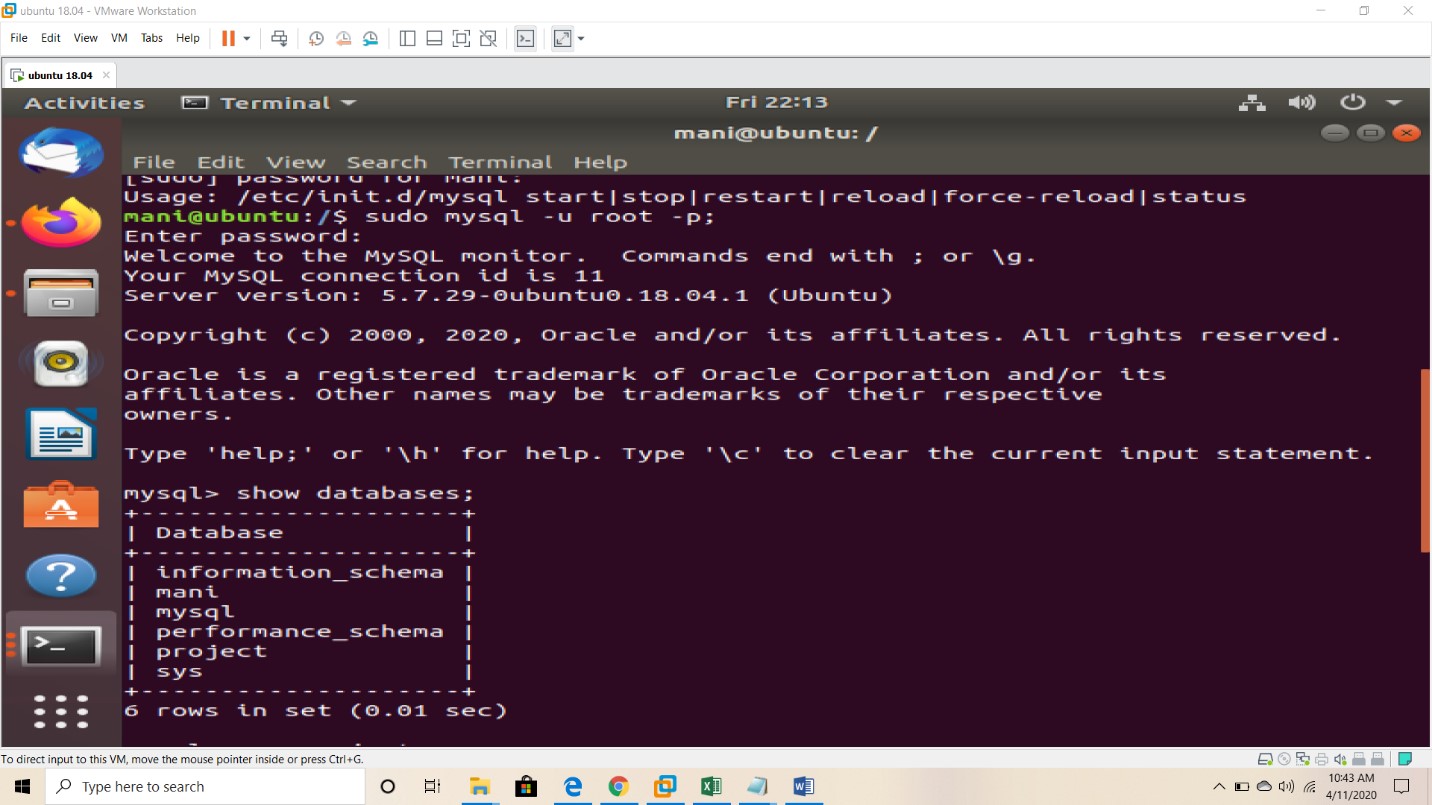 ubuntu 18.04 - VMware Workstation
File Edit View VM Tabs Help
ubuntu 18.04
Activities Terminal Fri 22:13
mani@ubuntu: /
File Edit View Search Terminal Help
[sudo] password for mani:
Usage: /etc/init.d/mysql start|stop|restart|reload|force-reload|status
mani@ubuntu:/$ sudo mysql -u root -p;
Enter password:
Welcome to the MySQL monitor.  Commands end with ; or \g.
Your MySQL connection id is 11
Server version: 5.7.29-0ubuntu0.18.04.1 (Ubuntu)
Copyright (c) 2000, 2020, Oracle and/or its affiliates. All rights reserved.
Oracle is a registered trademark of Oracle Corporation and/or its
affiliates. Other names may be trademarks of their respective
owners.
Type 'help;' or '\h' for help. Type '\c' to clear the current input statement.
mysql> show databases;
+--------------------+
| Database           |
+--------------------+
| information_schema |
| mani               |
| mysql              |
| performance_schema |
| project            |
| sys                |
+--------------------+
6 rows in set (0.01 sec)
To direct input to this VM, move the mouse pointer inside or press Ctrl+G.
Type here to search
10:43 AM
4/11/2020